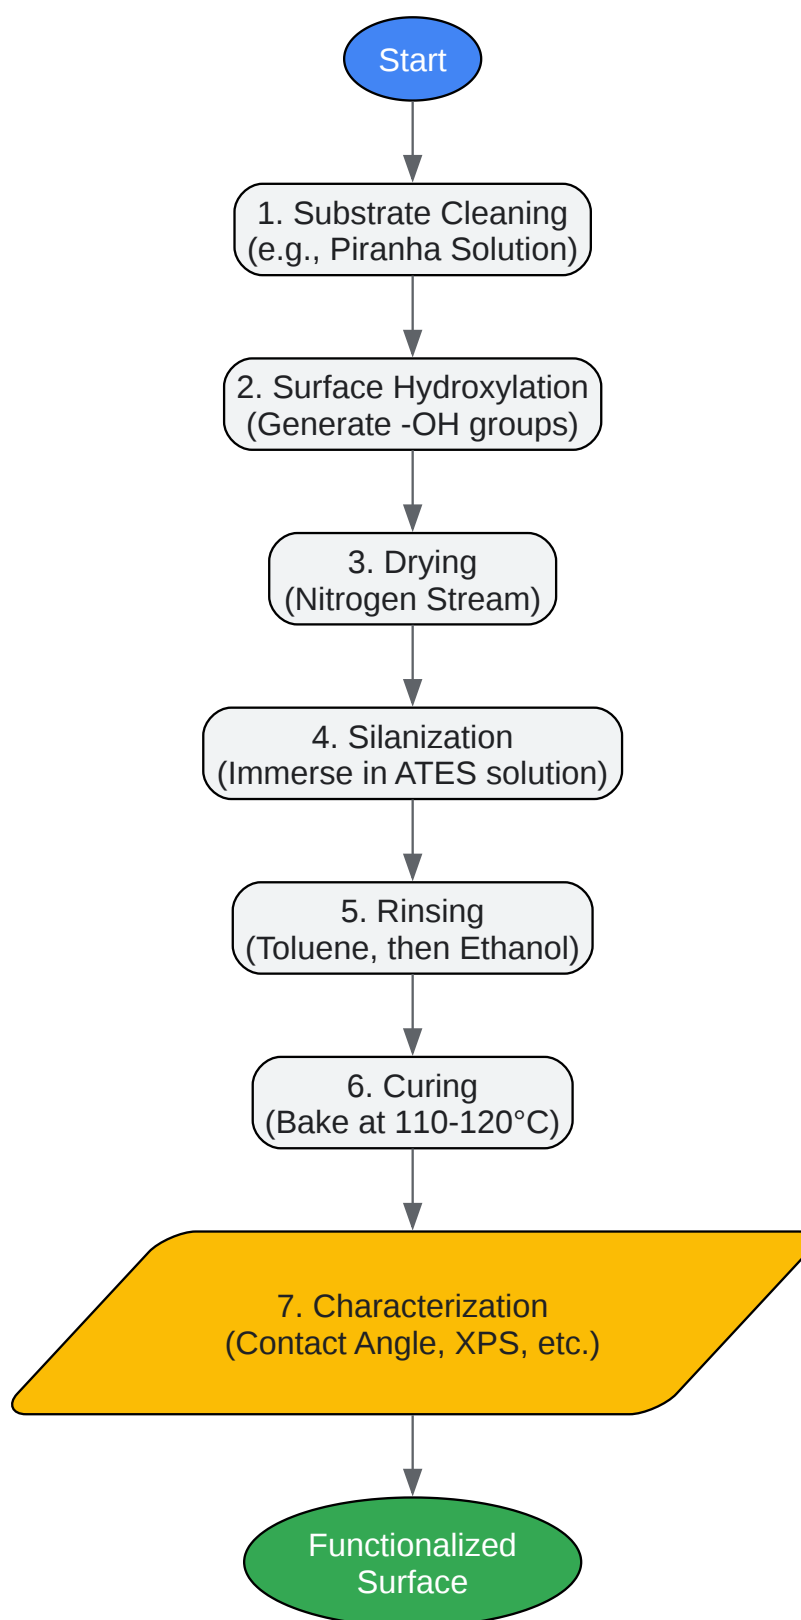 Start
1. Substrate Cleaning
(e.g., Piranha Solution)
2. Surface Hydroxylation
(Generate -OH groups)
3. Drying
(Nitrogen Stream)
4. Silanization
(Immerse in ATES solution)
5. Rinsing
(Toluene, then Ethanol)
6. Curing
(Bake at 110-120°C)
7. Characterization
(Contact Angle, XPS, etc.)
Functionalized
Surface